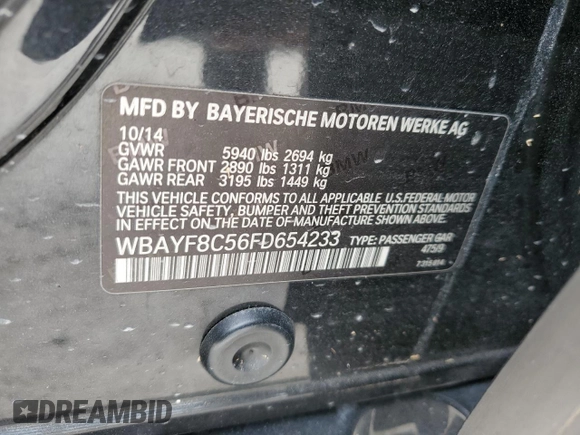 MFD BY BAYERISCHE MOTOREN WERKE AG
10/14
GVWR 5940 lbs 2694 kg
GAWR FRONT 2890 lbs 1311 kg
GAWR REAR 3195 lbs 1449 kg
THIS VEHICLE CONFORMS TO ALL APPLICABLE U.S.FEDERAL-MOTOR
VEHICLE SAFETY, BUMPER AND THEFT PREVENTION STANDARDS
IN EFFECT ON THE DATE OF MANUFACTURE SHOWN ABOVE.
WBAYF8C56FD654233 TYPE: PASSENGER CAR
DREAMBID